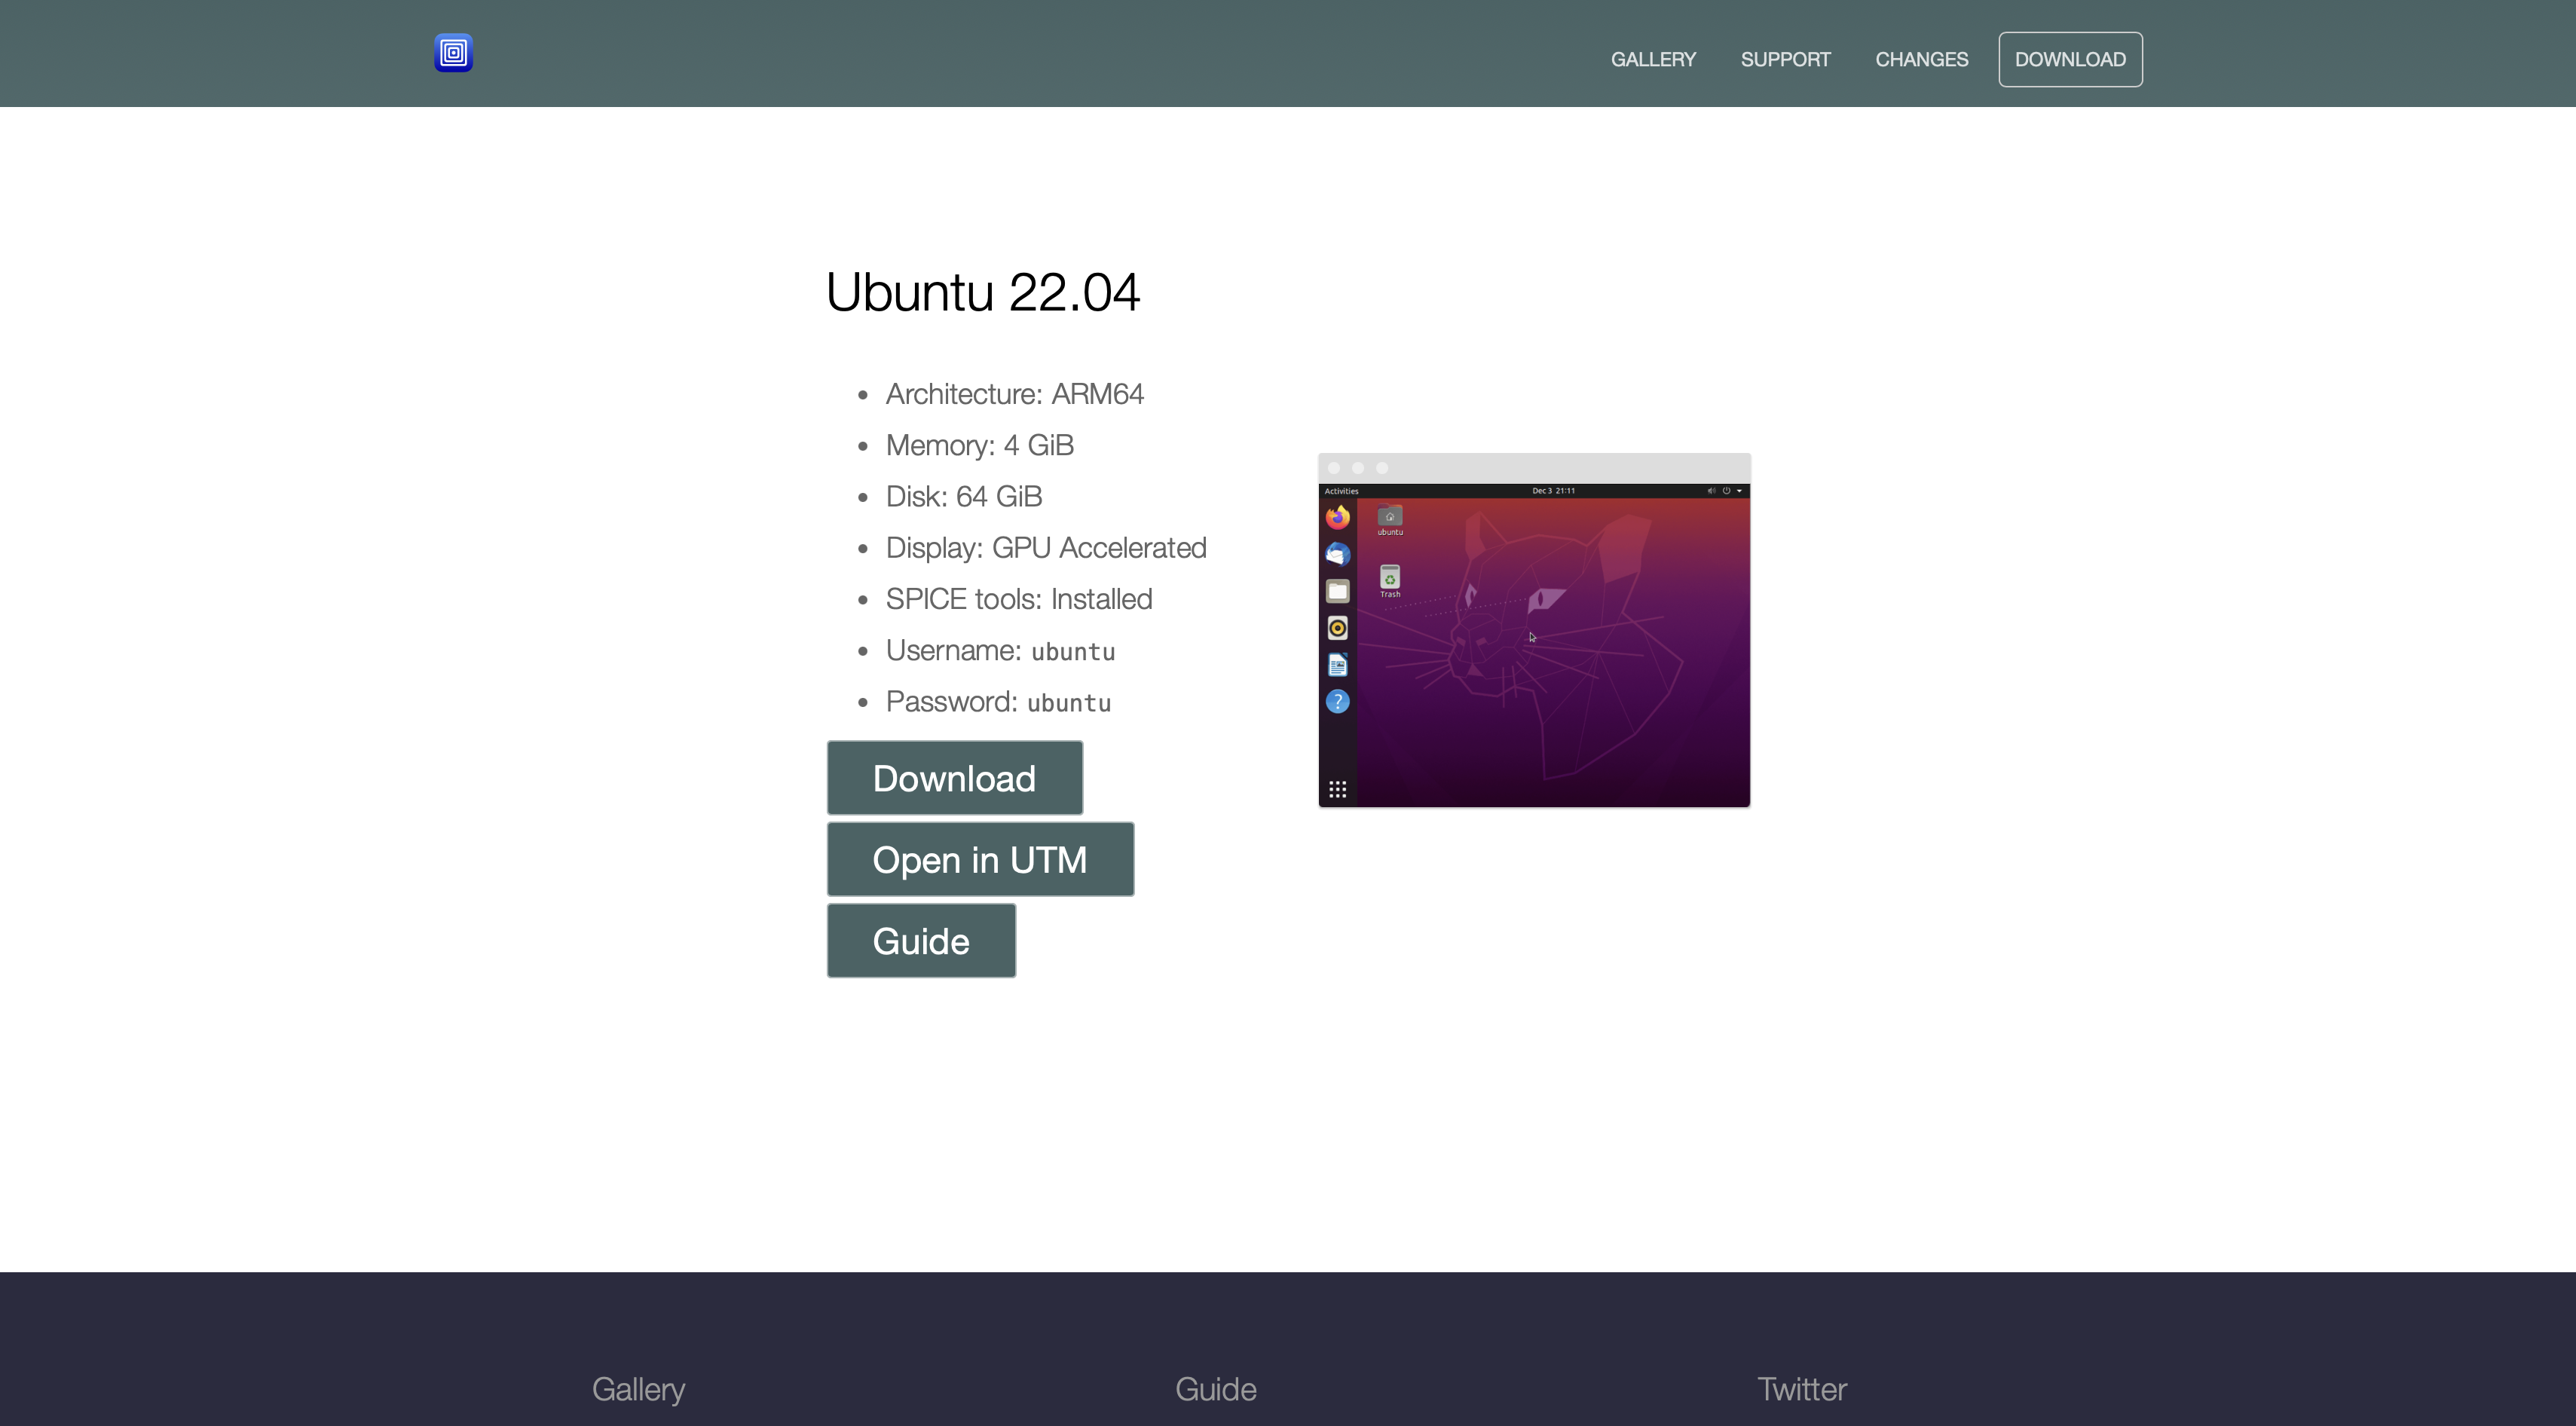 GALLERY SUPPORT CHANGES DOWNLOAD
Ubuntu 22.04
Architecture: ARM64
Memory: 4 GiB
Disk: 64 GiB
Display: GPU Accelerated
SPICE tools: Installed
Username: ubuntu
Password: ubuntu
Download
Open in UTM
Guide
Activities Dec 3 21:11
ubuntu
Trash
?
Gallery Guide Twitter